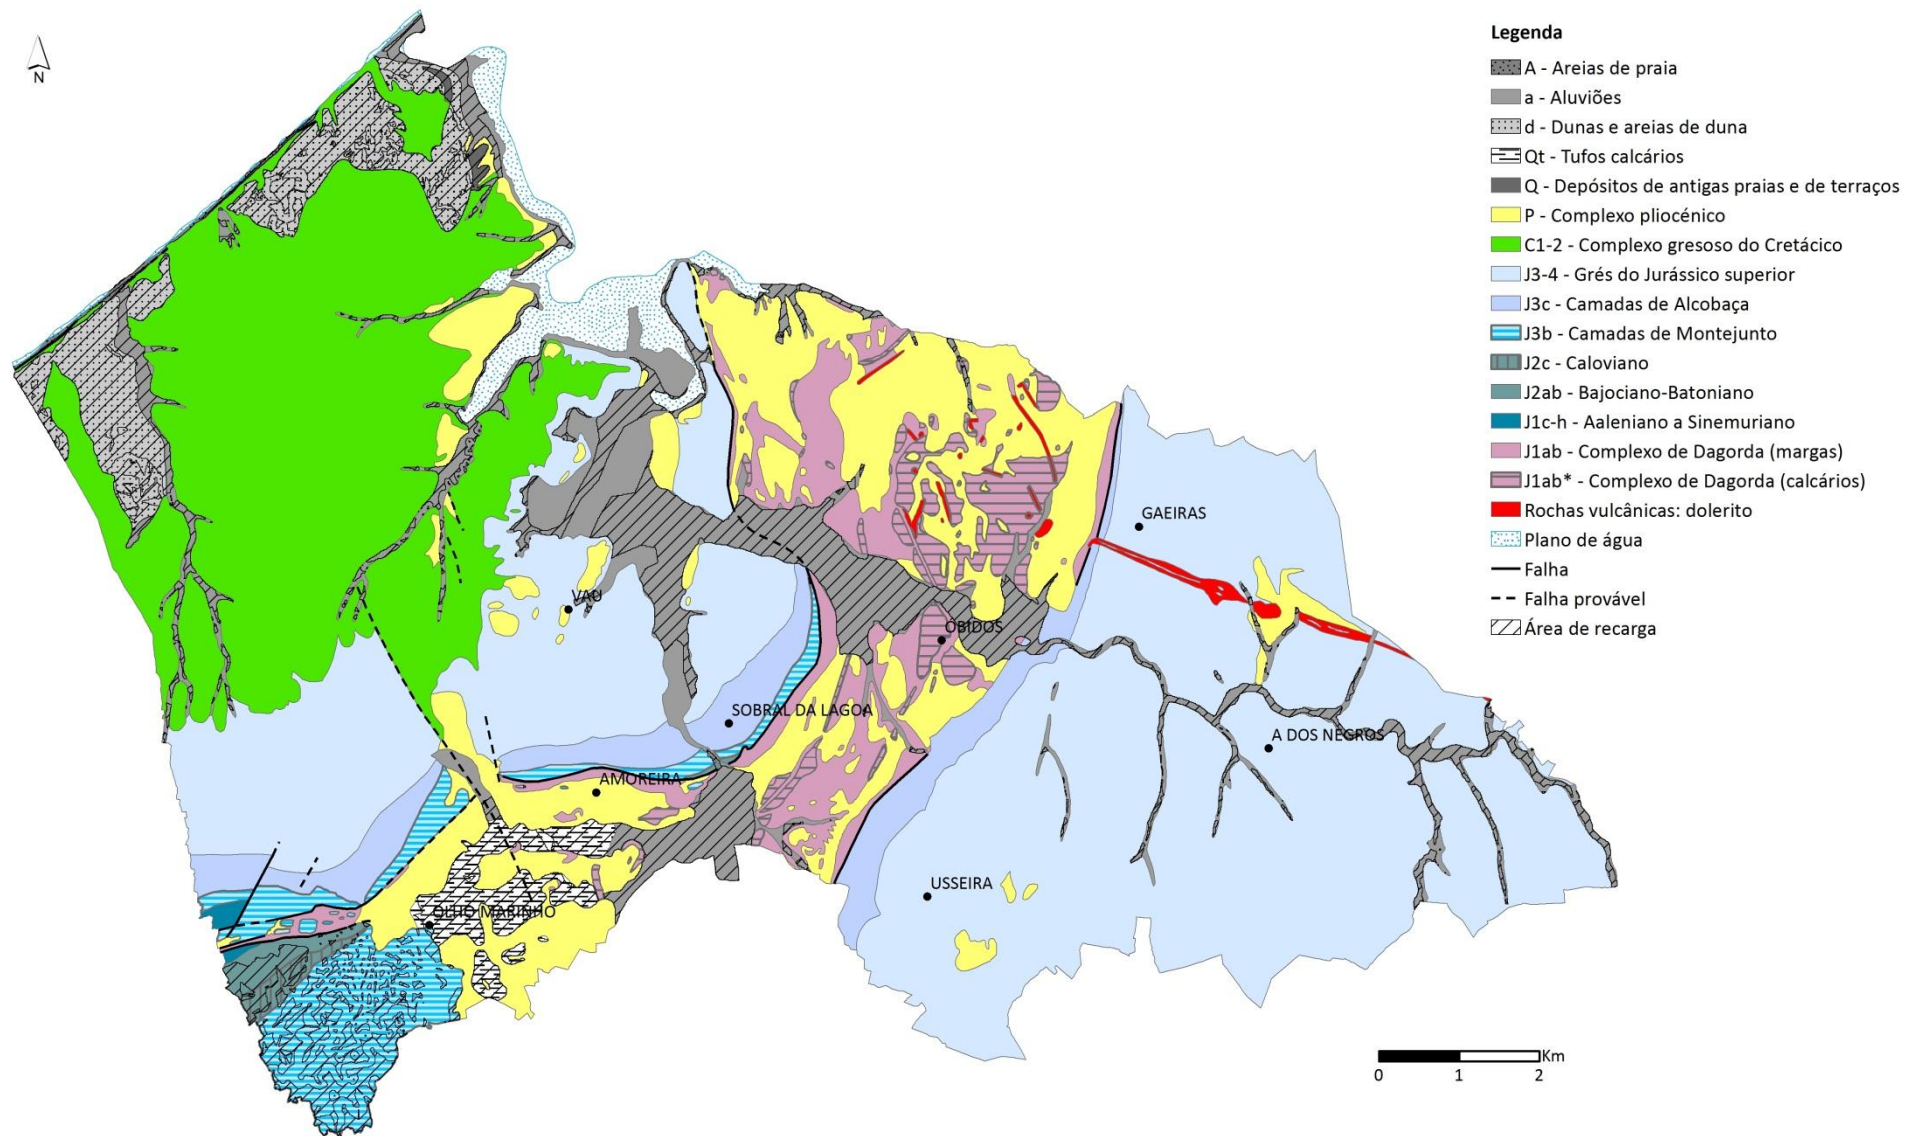 N
Legenda
A - Areias de praia
a - Aluviões
d - Dunas e areias de duna
Qt - Tufos calcários
Q - Depósitos de antigas praias e de terraços
P - Complexo pliocénico
C1-2 - Complexo gresoso do Cretácico
J3-4 - Grés do Jurássico superior
J3c - Camadas de Alcobaça
J3b - Camadas de Montejunto
J2c - Caloviano
J2ab - Bajociano-Batoniano
J1c-h - Aaleniano a Sinemuriano
J1ab - Complexo de Dagorda (margas)
J1ab* - Complexo de Dagorda (calcários)
Rochas vulcânicas: dolerito
Plano de água
Falha
Falha provável
Área de recarga
GAEIRAS
VAU
ÓBIDOS
SOBRAL DA LAGOA
A DOS NEGROS
AMOREIRA
USSEIRA
OLHO MARINHO
Km
0 1 2